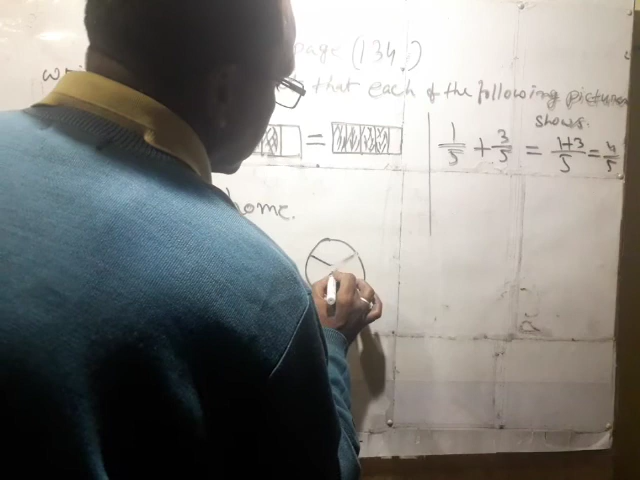 page (134)
that each of the following pictures
shows.
= 1/5 + 3/5 = 1+3/5 = 4/5
home.